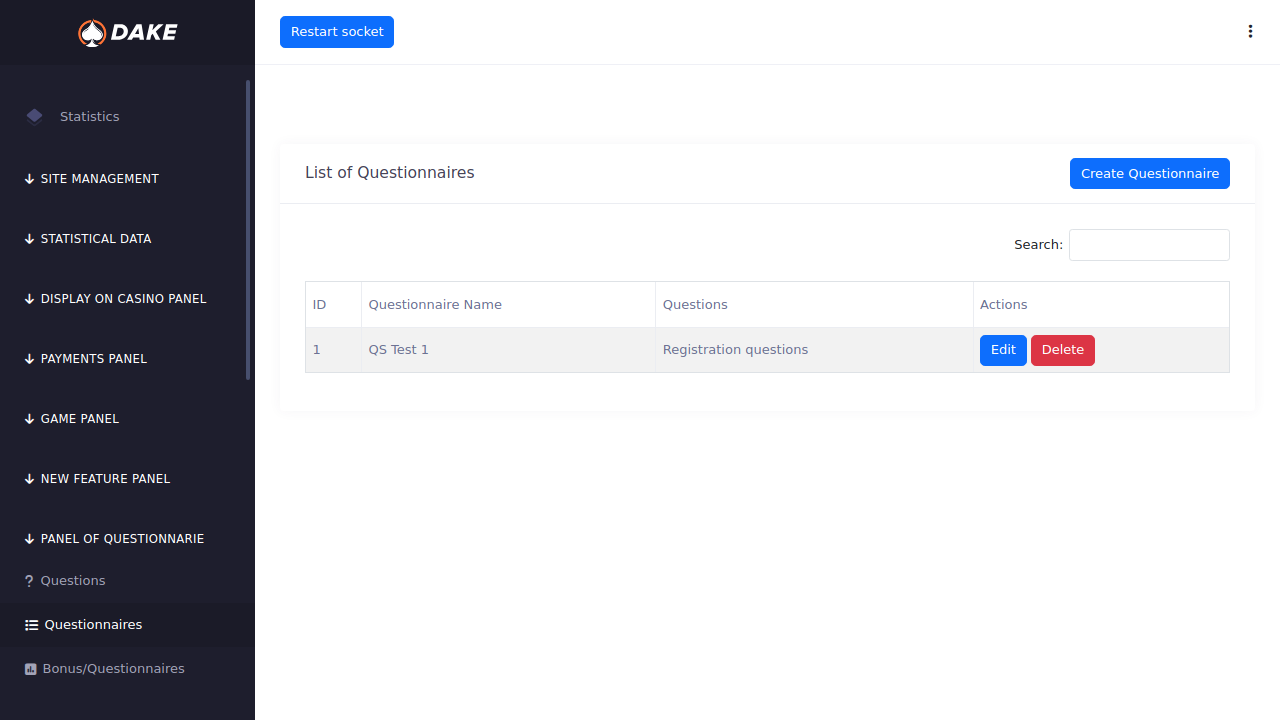 DAKE
Restart socket
Statistics
SITE MANAGEMENT
STATISTICAL DATA
DISPLAY ON CASINO PANEL
PAYMENTS PANEL
GAME PANEL
NEW FEATURE PANEL
PANEL OF QUESTIONNARIE
Questions
Questionnaires
Bonus/Questionnaires
List of Questionnaires
Create Questionnaire
Search:
ID Questionnaire Name Questions Actions
1 QS Test 1 Registration questions Edit Delete